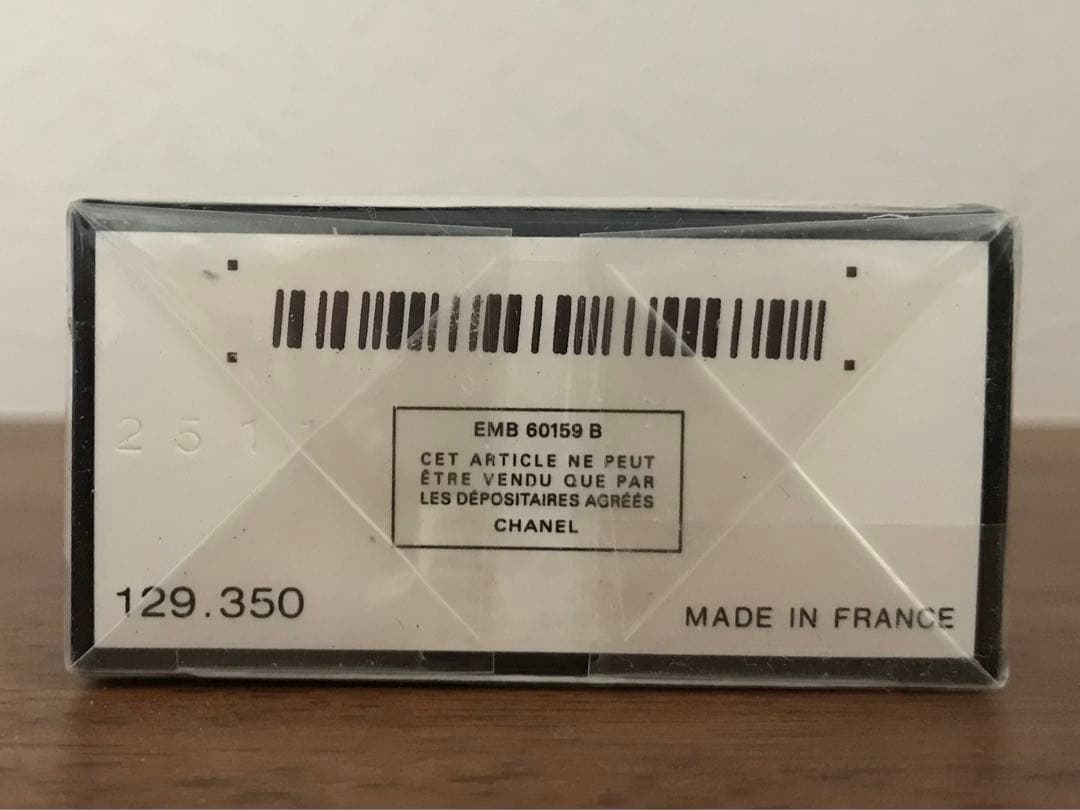 2511
EMB 60159 B
CET ARTICLE NE PEUT
ÊTRE VENDU QUE PAR
LES DÉPOSITAIRES AGRÉÉS
CHANEL
129.350
MADE IN FRANCE